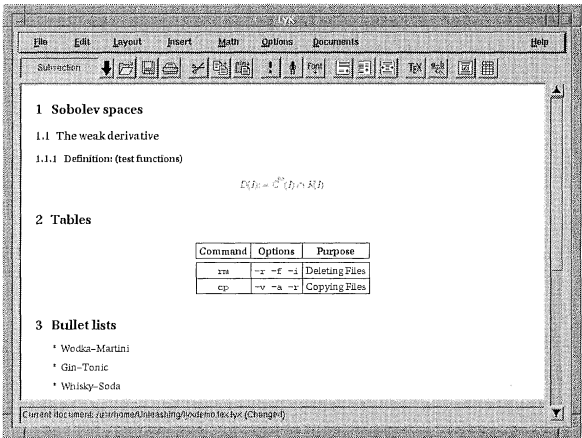 LyX
File Edit Layout Insert Math Options Documents Help
Subsection Font TeX
1 Sobolev spaces
1.1 The weak derivative
1.1.1 Definition: (test functions)
2 Tables
Command Options Purpose
rm -r -f -i Deleting Files
cp -v -a -r Copying Files
3 Bullet lists
* Wodka-Martini
* Gin-Tonic
* Whisky-Soda
Current document: /usr/home/Unleashing/lyxdemo.tex.lyx (Changed)